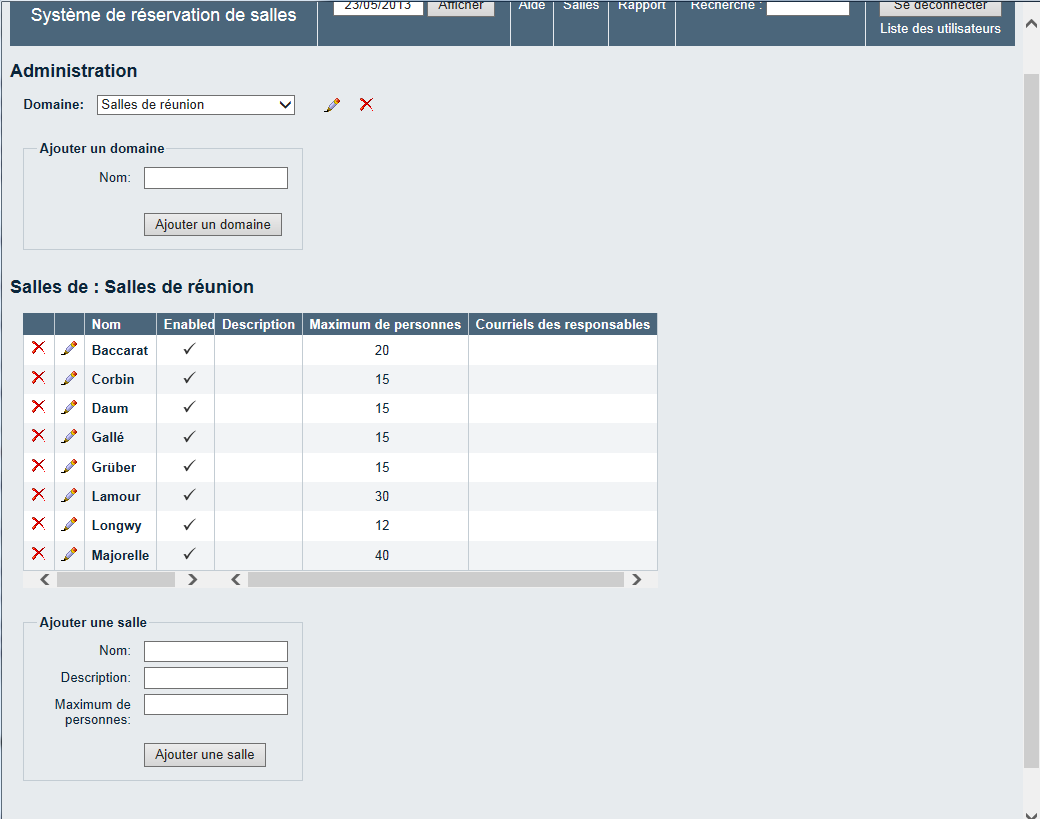 Système de réservation de salles 23/05/2013 Afficher Aide Salles Rapport Recherche : Se déconnecter
Liste des utilisateurs
Administration
Domaine: Salles de réunion
Ajouter un domaine
Nom:
Ajouter un domaine
Salles de : Salles de réunion
Nom Enabled Description Maximum de personnes Courriels des responsables
Baccarat 20
Corbin 15
Daum 15
Gallé 15
Grüber 15
Lamour 30
Longwy 12
Majorelle 40
Ajouter une salle
Nom:
Description:
Maximum de
personnes:
Ajouter une salle